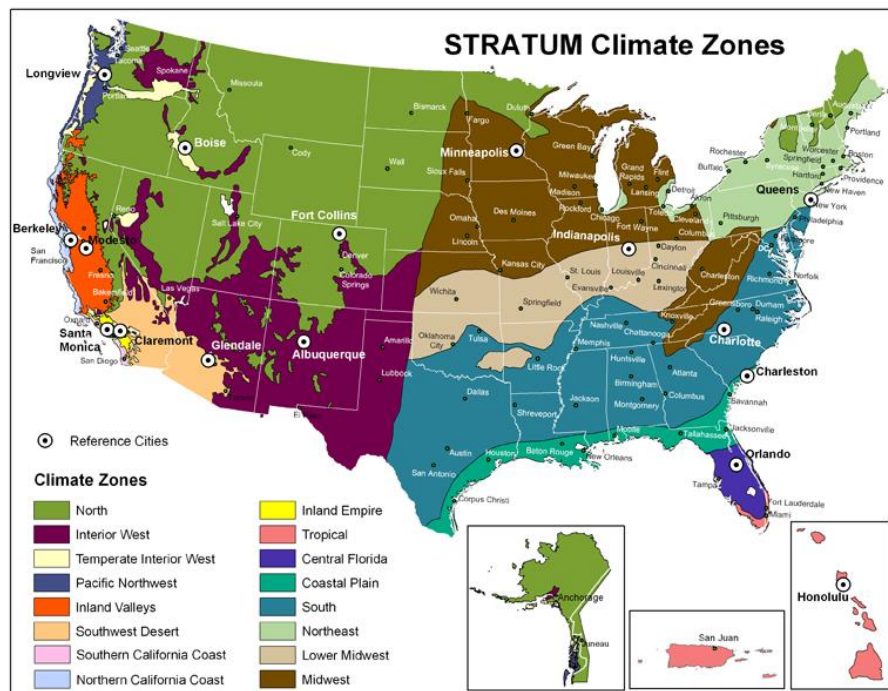 STRATUM Climate Zones
Seattle
Tacoma
Spokane
Longview
Portland
Missoula
Bismarck
Fargo
Duluth
Augusta
Portland
Boise
Cody
Wall
Minneapolis
Green Bay
Grand
Rapids
Flint
Rochester
Buffalo
Syracuse
Worcester
Boston
Springfield
Hartford
Providence
New Haven
Sioux Falls
Milwaukee
Madison
Lansing
Detroit
Queens
New York
Rockford
Chicago
Toledo
Akron
Cleveland
Reno
Salt Lake City
Fort Collins
Omaha
Des Moines
Fort Wayne
Columbus
Pittsburgh
Philadelphia
Berkeley
Modesto
San
Francisco
Lincoln
Indianapolis
Dayton
Baltimore
DC
Denver
Colorado
Springs
Kansas City
St. Louis
Cincinnati
Louisville
Evansville
Lexington
Charleston
Richmond
Norfolk
Fresno
Bakersfield
Las Vegas
Wichita
Springfield
Greensboro
Durham
Raleigh
Knoxville
Oxnard
Santa
Monica
Claremont
San Diego
Glendale
Albuquerque
Amarillo
Oklahoma
City
Tulsa
Nashville
Chattanooga
Charlotte
Memphis
Huntsville
Little Rock
Lubbock
Atlanta
Charleston
Birmingham
Columbus
Savannah
Dallas
Jackson
Montgomery
Shreveport
El Paso
Mobile
Tallahassee
Jacksonville
Austin
Houston
Baton Rouge
New Orleans
San Antonio
Orlando
Tampa
Corpus Christi
Fort Lauderdale
Miami
Reference Cities
Climate Zones
North
Interior West
Temperate Interior West
Pacific Northwest
Inland Valleys
Southwest Desert
Southern California Coast
Northern California Coast
Inland Empire
Tropical
Central Florida
Coastal Plain
South
Northeast
Lower Midwest
Midwest
Anchorage
Juneau
San Juan
Honolulu